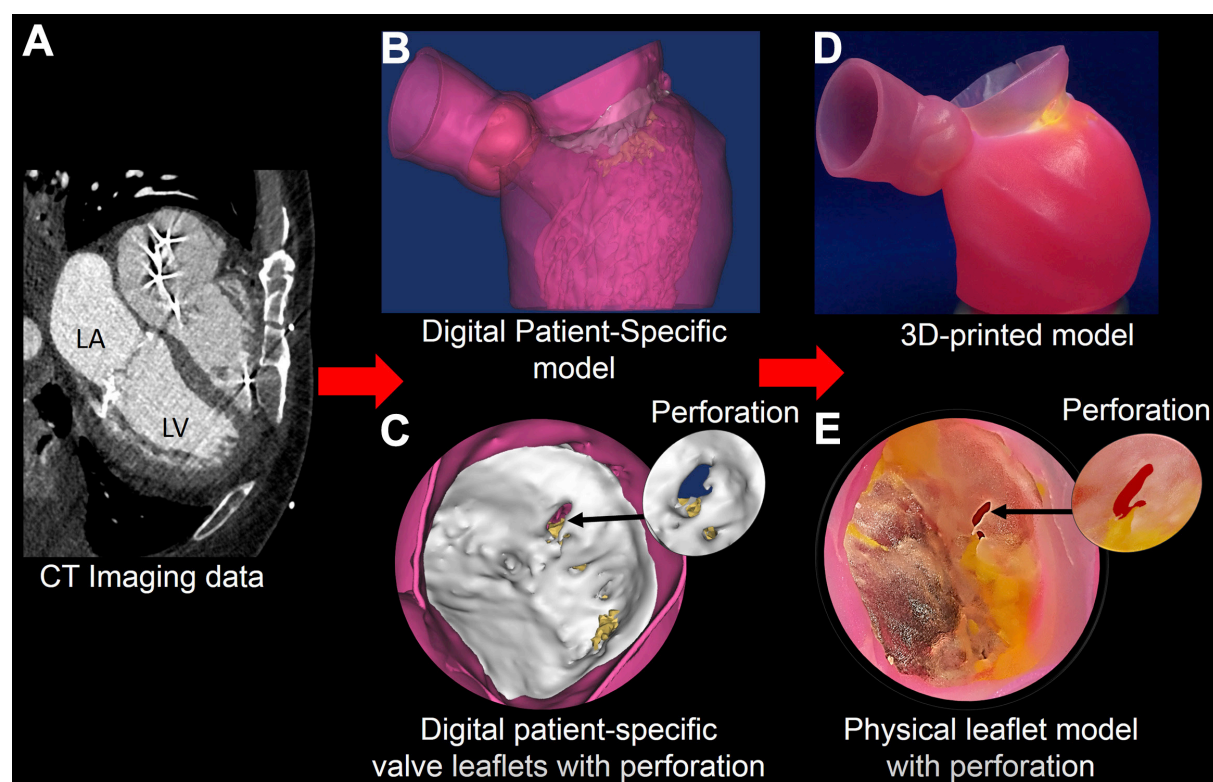 A
LA
LV
CT Imaging data
B
Digital Patient-Specific
model
C
Perforation
Digital patient-specific
valve leaflets with perforation
D
3D-printed model
E
Perforation
Physical leaflet model
with perforation